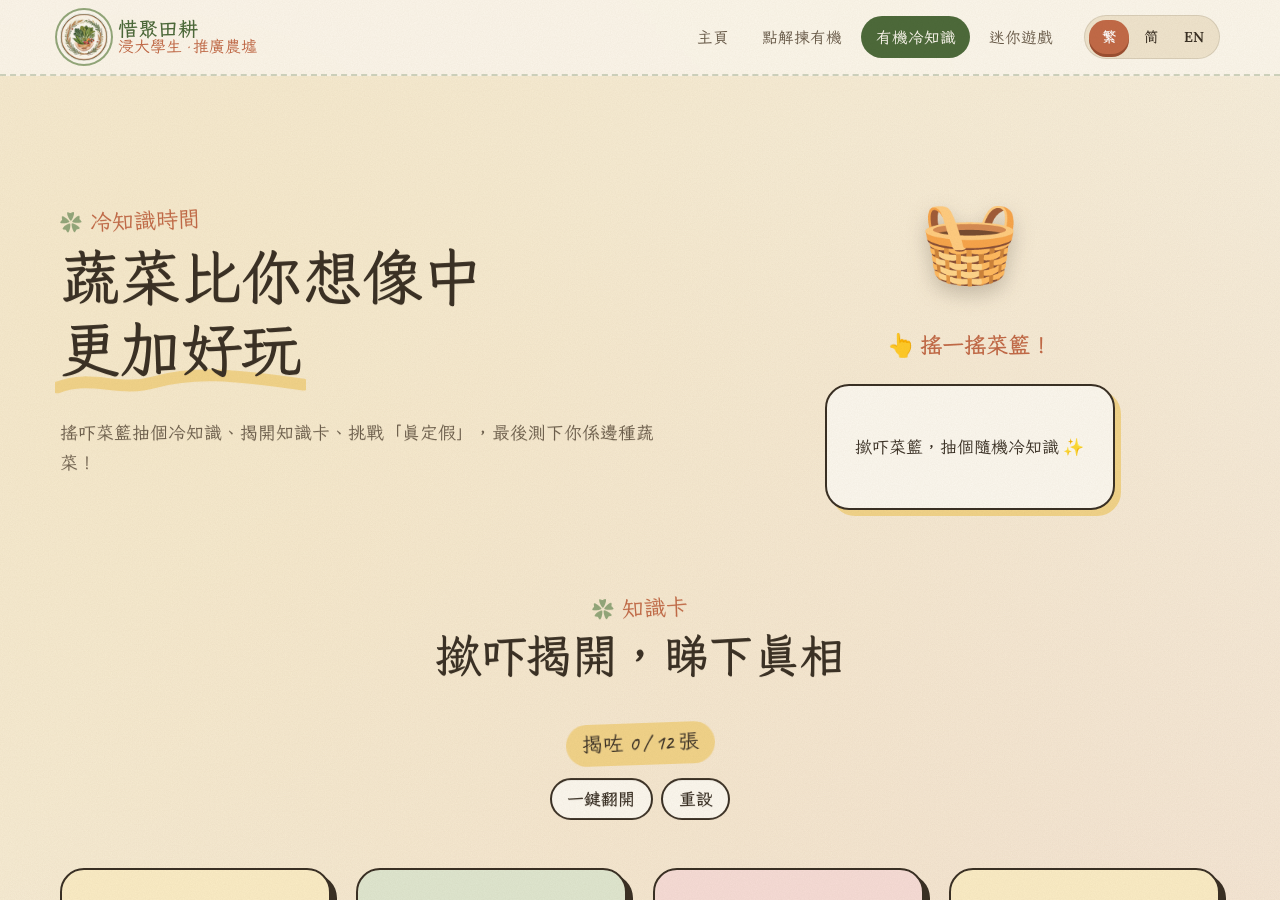 惜聚田耕
浸大學生 ·推廣農墟
主頁
點解揀有機
有機冷知識
迷你遊戲
繁
简
EN
冷知識時間
蔬菜比你想像中
更加好玩
搖吓菜籃抽個冷知識、揭開知識卡、挑戰「真定假」，最後測下你係邊種蔬
菜！
👆 搖一搖菜籃！
撳吓菜籃，抽個隨機冷知識 ✨
知識卡
撳吓揭開，睇下真相
揭咗 0 / 12 張
一鍵翻開
重設